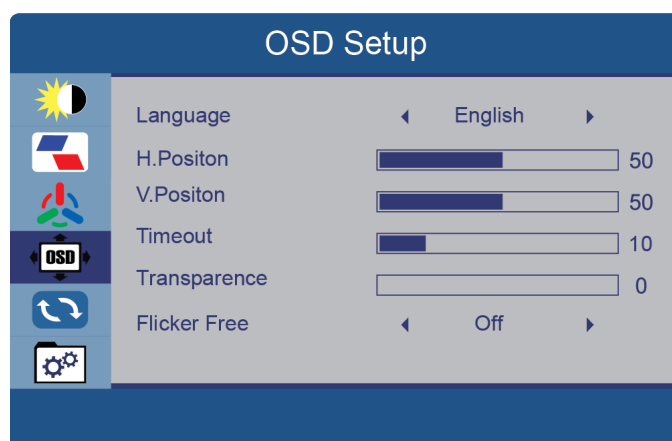 OSD Setup
Language English
H.Positon 50
V.Positon 50
OSD
Timeout 10
Transparence 0
Flicker Free Off